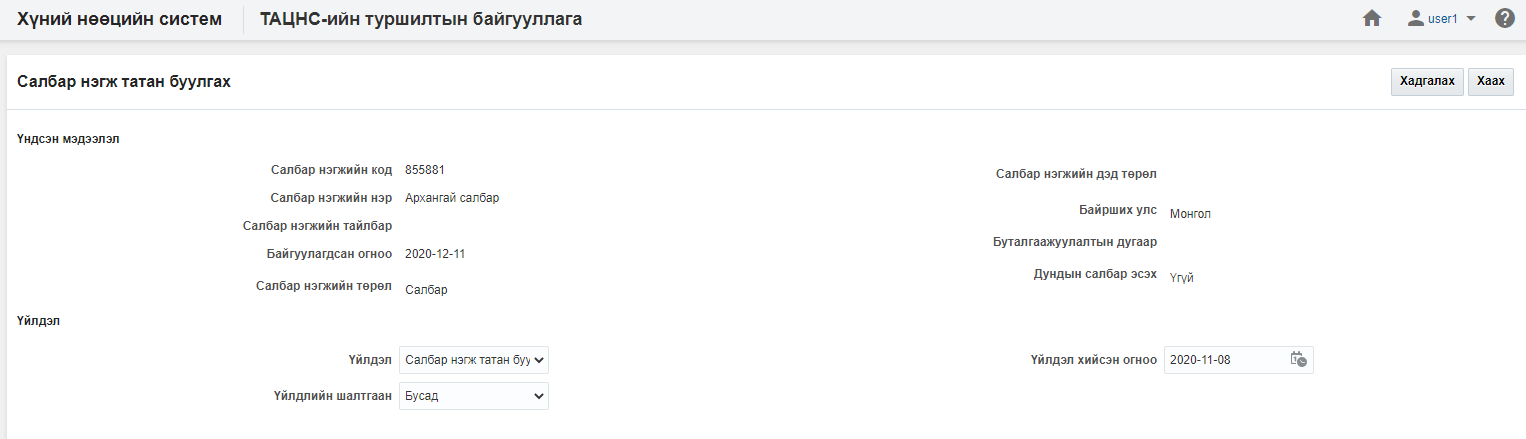 Хүний нөөцийн систем ТАЦНС-ийн туршилтын байгууллага user1
Салбар нэгж татан буулгах Хадгалах Хаах
Үндсэн мэдээлэл
Салбар нэгжийн код 855881
Салбар нэгжийн нэр Архангай салбар
Салбар нэгжийн тайлбар
Байгуулагдсан огноо 2020-12-11
Салбар нэгжийн төрөл Салбар
Салбар нэгжийн дэд төрөл
Байрших улс Монгол
Буталгаажуулалтын дугаар
Дундын салбар эсэх Үгүй
Үйлдэл
Үйлдэл Салбар нэгж татан буу Үйлдэл хийсэн огноо 2020-11-08
Үйлдлийн шалтгаан Бусад